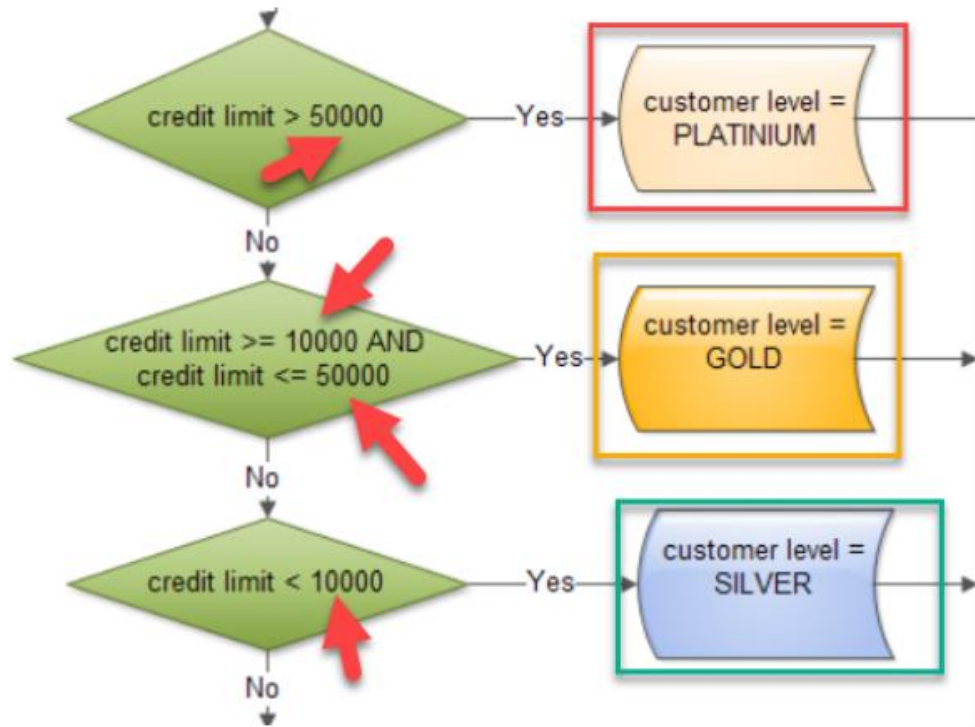 credit limit > 50000
Yes
customer level =
PLATINIUM
No
credit limit >= 10000 AND
credit limit <= 50000
Yes
customer level =
GOLD
No
credit limit < 10000
Yes
customer level =
SILVER
No